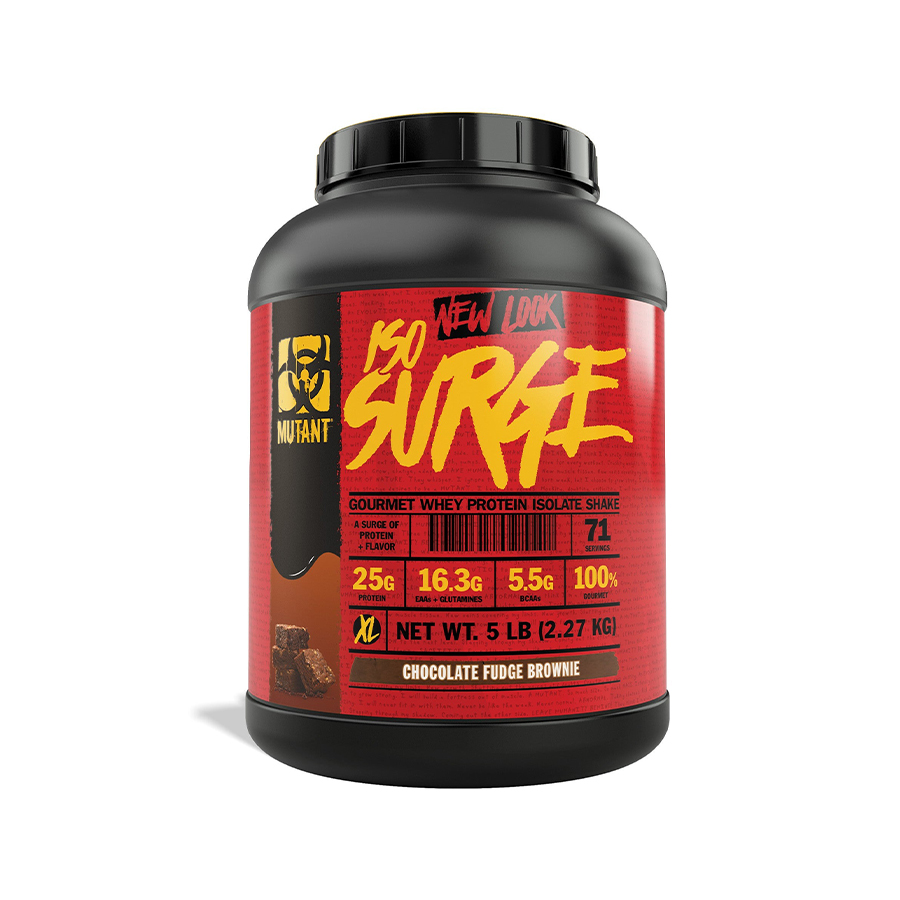 NEW LOOK
ISO
SURGE
MUTANT
GOURMET WHEY PROTEIN ISOLATE SHAKE
A SURGE OF
PROTEIN
+ FLAVOR
71
SERVINGS
25G
PROTEIN
16.3G
EAAs + GLUTAMINES
5.5G
BCAAs
100%
GOURMET
XL
NET WT. 5 LB (2.27 KG)
CHOCOLATE FUDGE BROWNIE